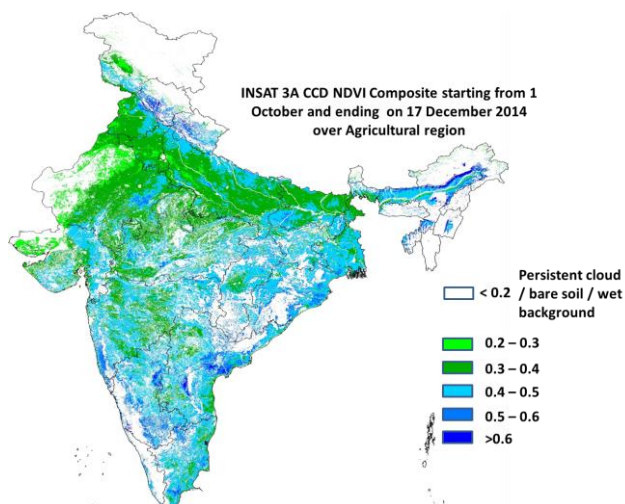 INSAT 3A CCD NDVI Composite starting from 1
October and ending on 17 December 2014
over Agricultural region
< 0.2
Persistent cloud
/ bare soil / wet
background
0.2 – 0.3
0.3 – 0.4
0.4 – 0.5
0.5 – 0.6
>0.6